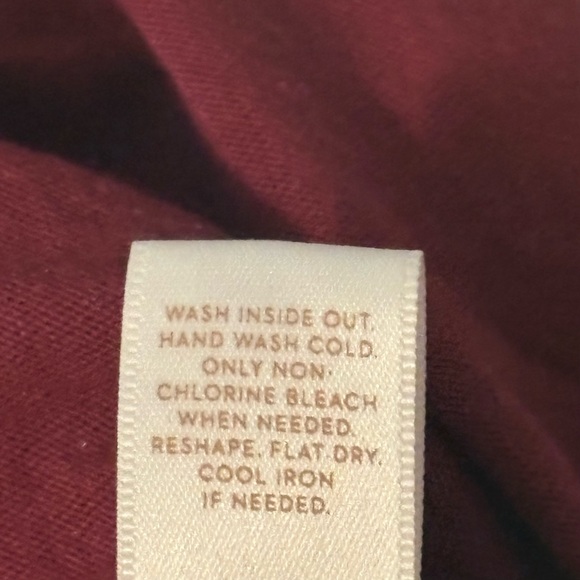 WASH INSIDE OUT.
HAND WASH COLD.
ONLY NON-
CHLORINE BLEACH
WHEN NEEDED.
RESHAPE. FLAT DRY.
COOL IRON
IF NEEDED.